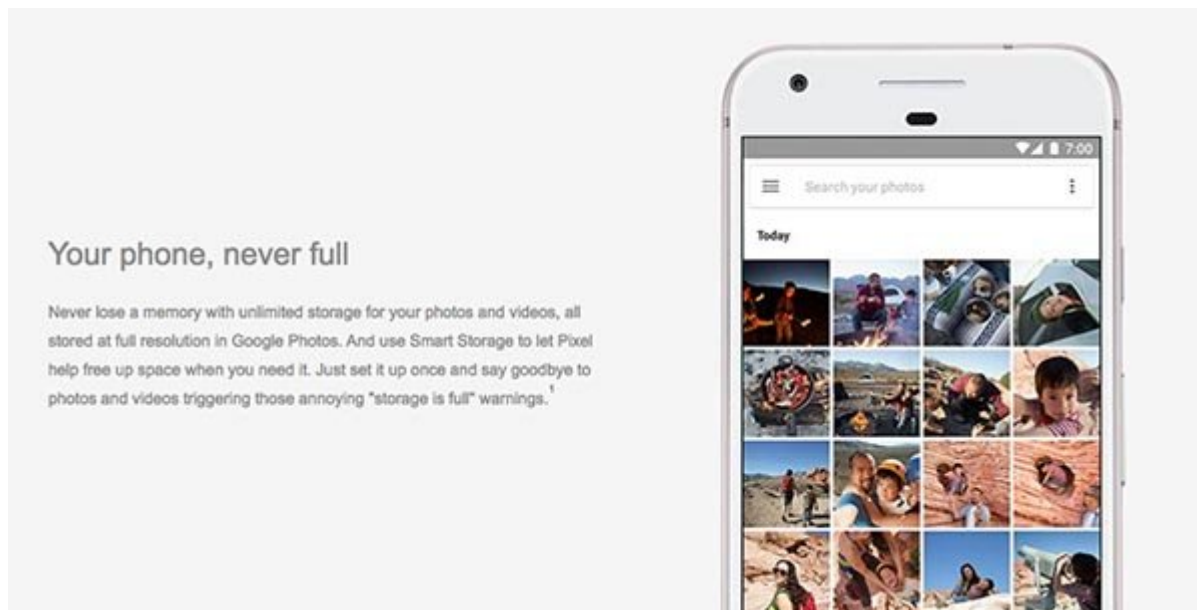 7:00
Search your photos
Today
Your phone, never full
Never lose a memory with unlimited storage for your photos and videos, all
stored at full resolution in Google Photos. And use Smart Storage to let Pixel
help free up space when you need it. Just set it up once and say goodbye to
photos and videos triggering those annoying "storage is full" warnings.1